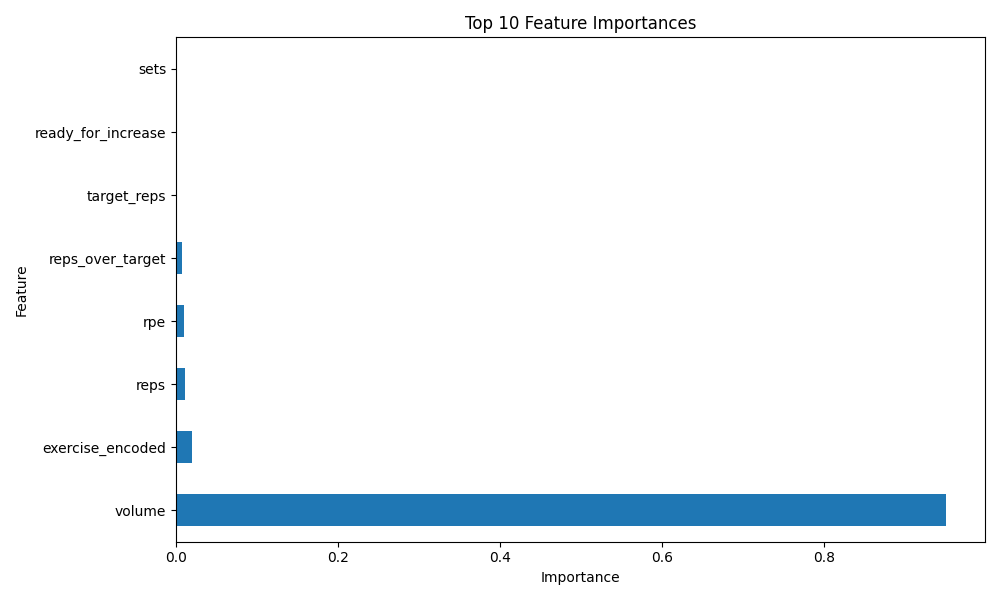 Top 10 Feature Importances
sets
ready_for_increase
target_reps
reps_over_target
rpe
reps
exercise_encoded
volume
Feature
0.0 0.2 0.4 0.6 0.8
Importance